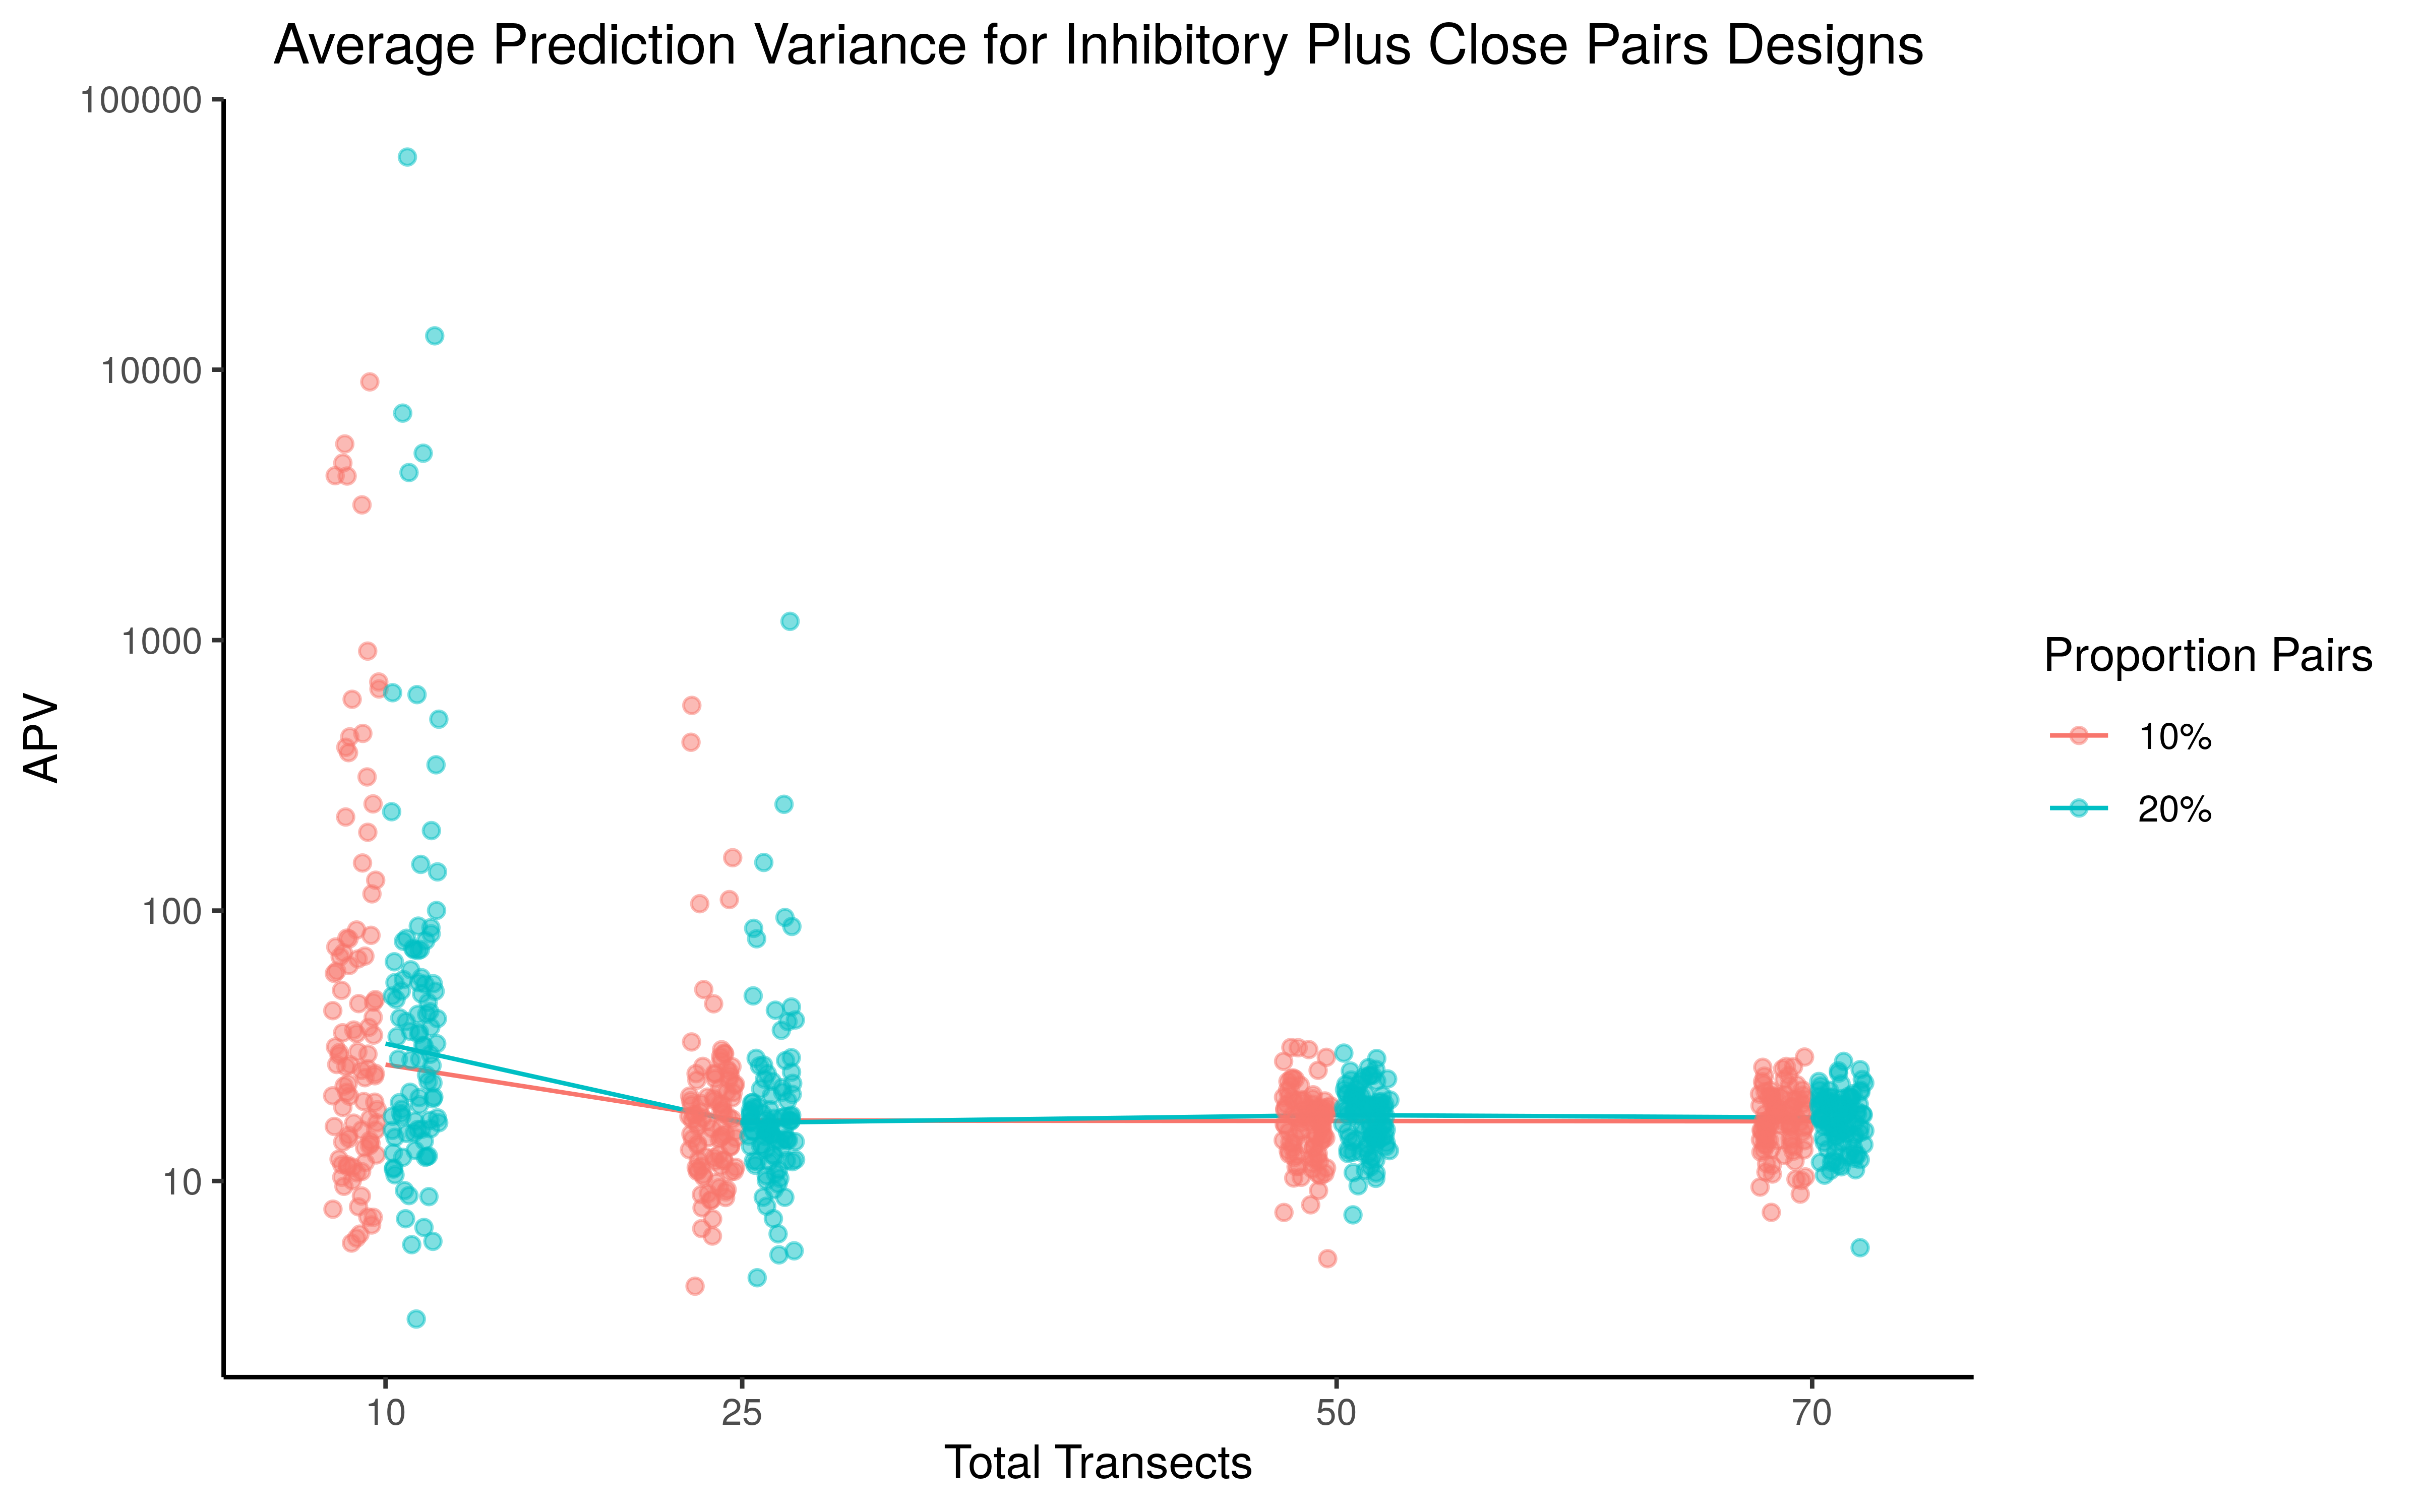 Average Prediction Variance for Inhibitory Plus Close Pairs Designs
100000
10000
1000
100
10
APV
10
25
50
70
Total Transects
Proportion Pairs
10%
20%